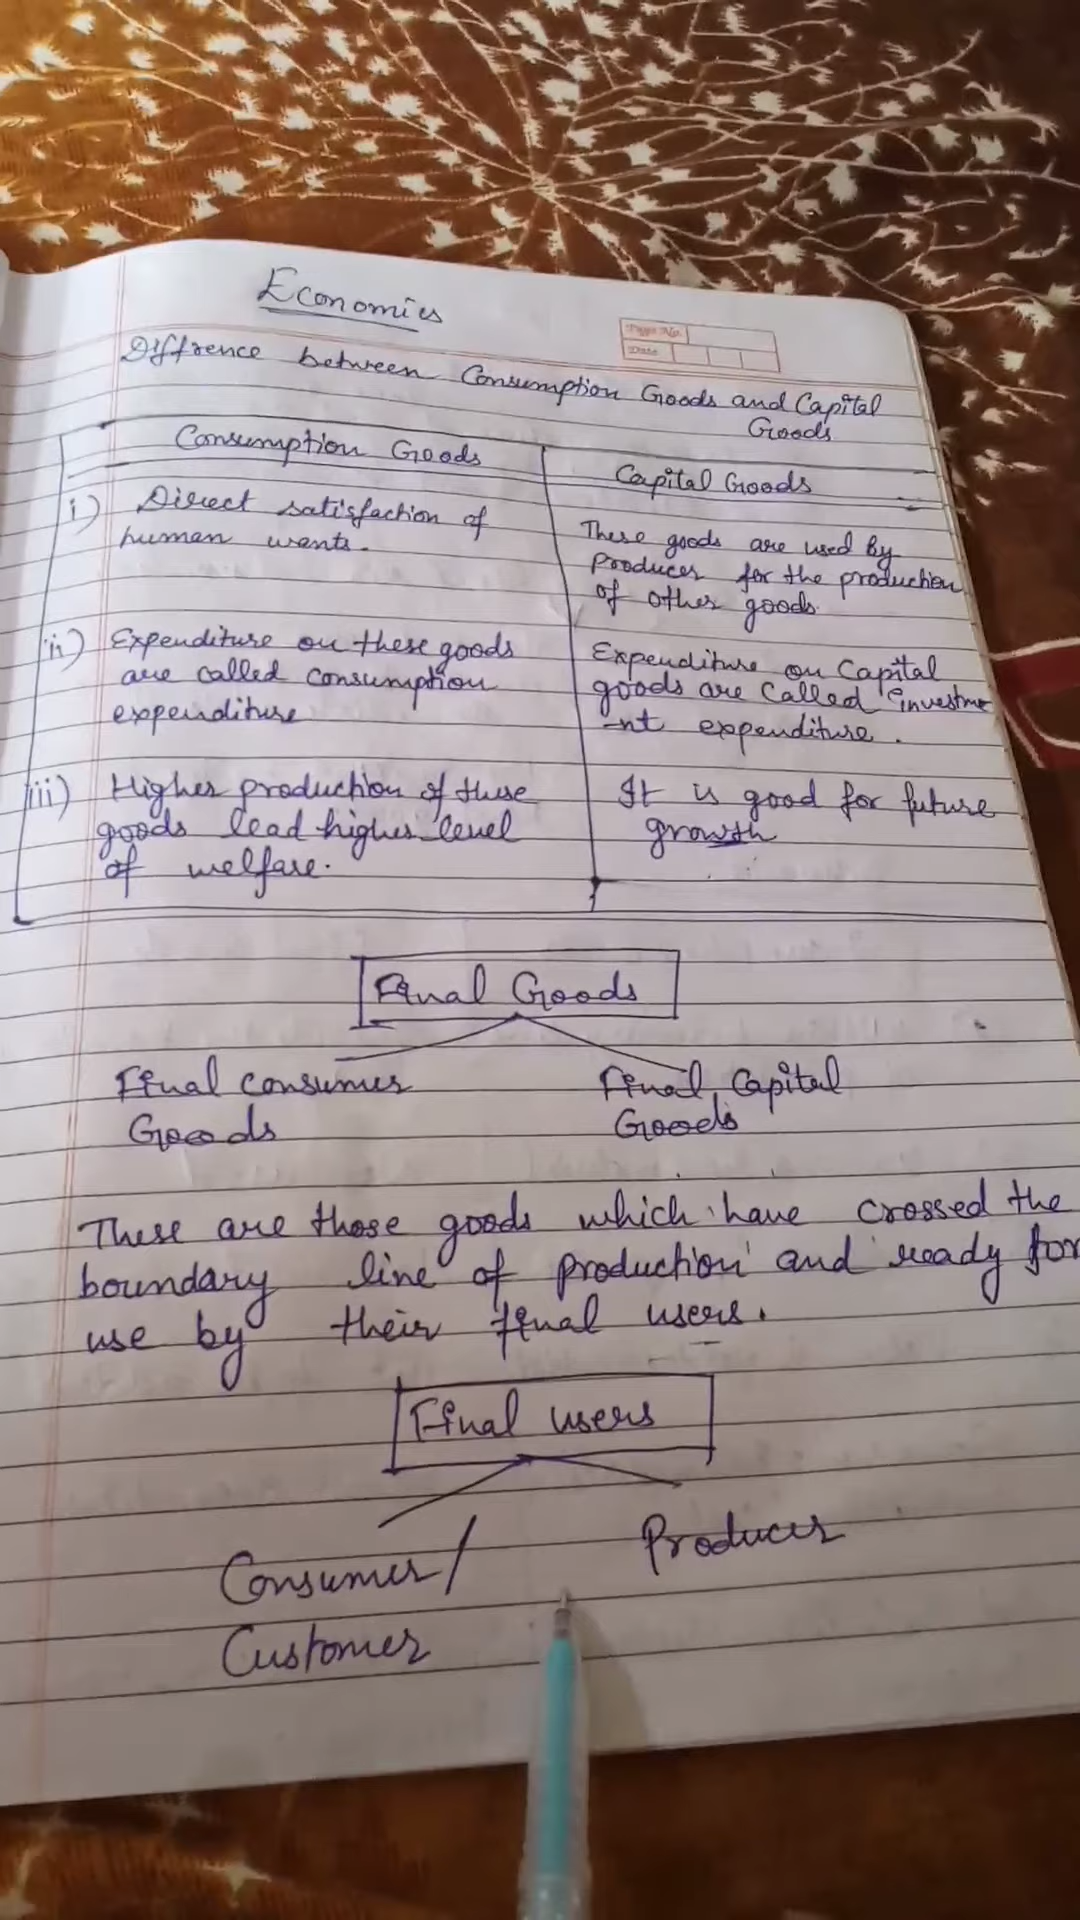 Economics
Page No.
Date
Diffrence between Consumption Goods and Capital
Goods
Consumption Goods
Capital Goods
i) Direct satisfaction of
human wants.
These goods are used by
Producer for the production
of other goods.
ii) Expenditure on these goods
are called consumption
expenditure
Expenditure on Capital
goods are called investme
-nt expenditure.
iii) Higher production of these
goods lead higher level
of welfare.
It is good for future
growth
Final Goods
Final consumer
Goods
Final Capital
Goods
These are those goods which have crossed the
boundary line of production and ready for
use by their final users.
Final users
Consumer/
Customer
Producer